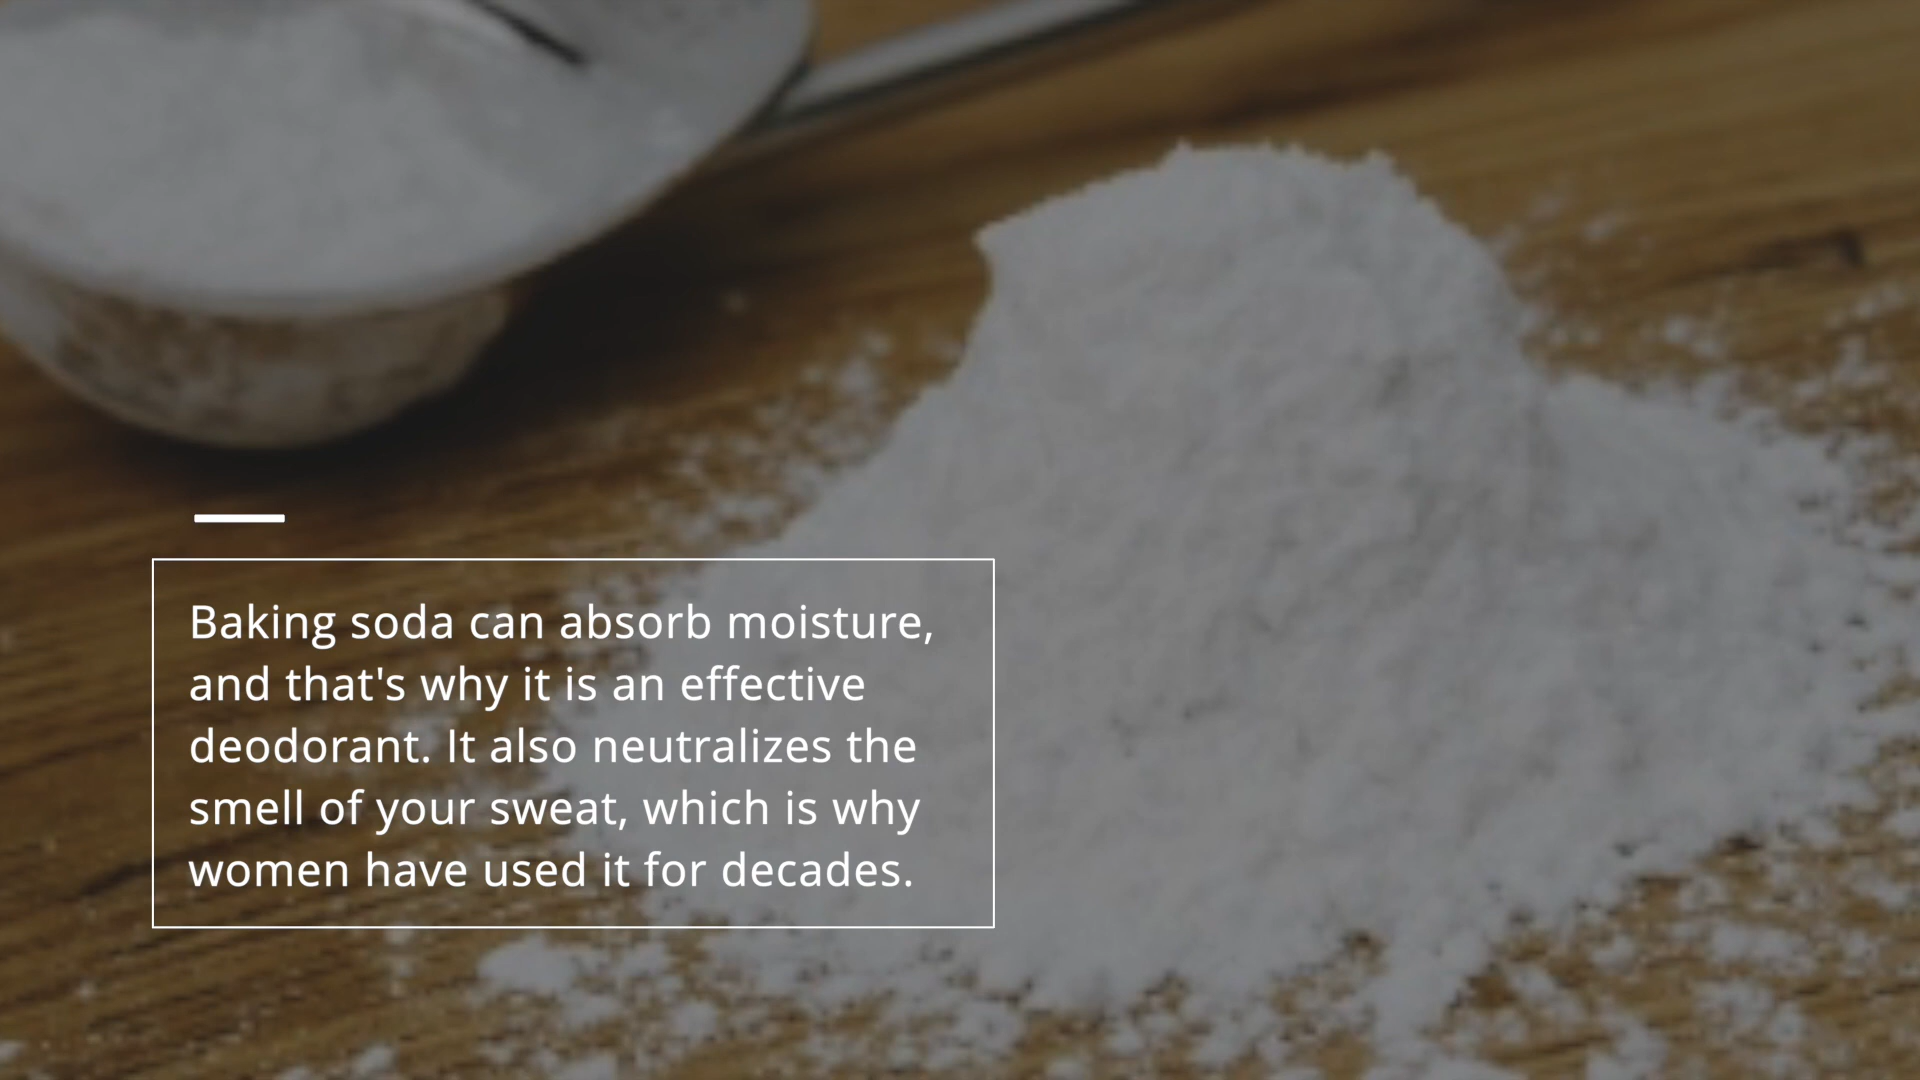 Baking soda can absorb moisture,
and that's why it is an effective
deodorant. It also neutralizes the
smell of your sweat, which is why
women have used it for decades.